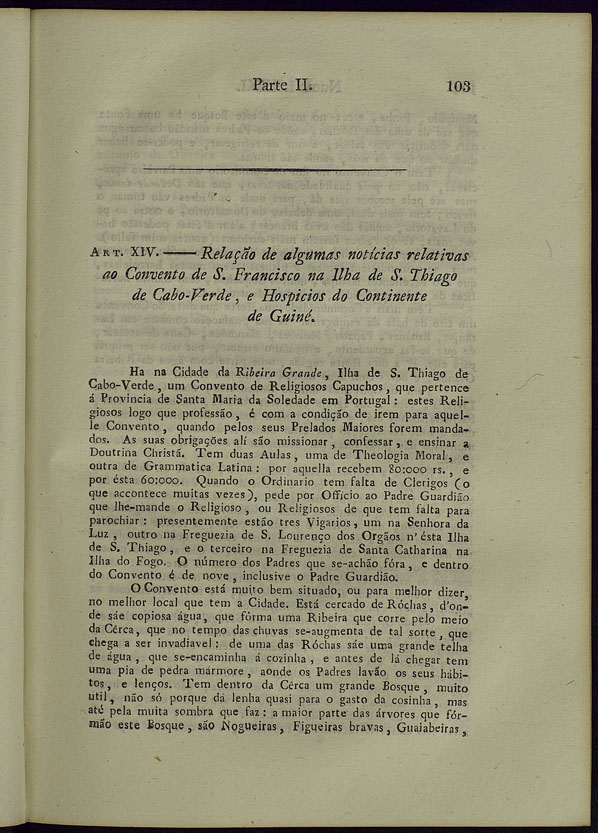 Parte II. 103
ART. XIV. —— Relação de algumas notícias relativas
ao Convento de S. Francisco na Ilha de S. Thiago
de Cabo-Verde, e Hospicios do Continente
de Guiné.
Ha na Cidade da Ribeira Grande, Ilha de S. Thiago de
Cabo-Verde, um Convento de Religiosos Capuchos, que pertence
á Provincia de Santa Maria da Soledade em Portugal: estes Reli-
giosos logo que professão, é com a condição de irem para aquel-
le Convento, quando pelos seus Prelados Maiores forem manda-
dos. As suas obrigações alí são missionar, confessar, e ensinar a
Doutrina Christã. Tem duas Aulas, uma de Theologia Moral, e
outra de Grammatica Latina: por aquella recebem 80:000 rs., e
por ésta 60:000. Quando o Ordinario tem falta de Clerigos (o
que accontece muitas vezes), pede por Officio ao Padre Guardião
que lhe-mande o Religioso, ou Religiosos de que tem falta para
parochiar: presentemente estão tres Vigarios, um na Senhora da
Luz, outro na Freguezia de S. Lourenço dos Orgãos n'ésta Ilha
de S. Thiago, e o terceiro na Freguezia de Santa Catharina na
Ilha do Fogo. O número dos Padres que se-achão fóra, e dentro
do Convento é de nove, inclusive o Padre Guardião.
O Convento está muito bem situado, ou para melhor dizer,
no melhor local que tem a Cidade. Está cercado de Róchas, d'on-
de sáe copiosa água, que fórma uma Ribeira que corre pelo meio
da Cêrca, que no tempo das chuvas se-augmenta de tal sorte, que
chega a ser invadiavel: de uma das Róchas sáe uma grande telha
de água, que se-encaminha á cozinha, e antes de lá chegar tem
uma pia de pedra mármore, aonde os Padres lavão os seus hábi-
tos, e lenços. Tem dentro da Cêrca um grande Bosque, muito
util, não só porque dá lenha quasi para o gasto da cosinha, mas
até pela muita sombra que faz: a maior parte das árvores que fór-
mão este Bosque, são Nogueiras, Figueiras bravas, Guaiabeiras,